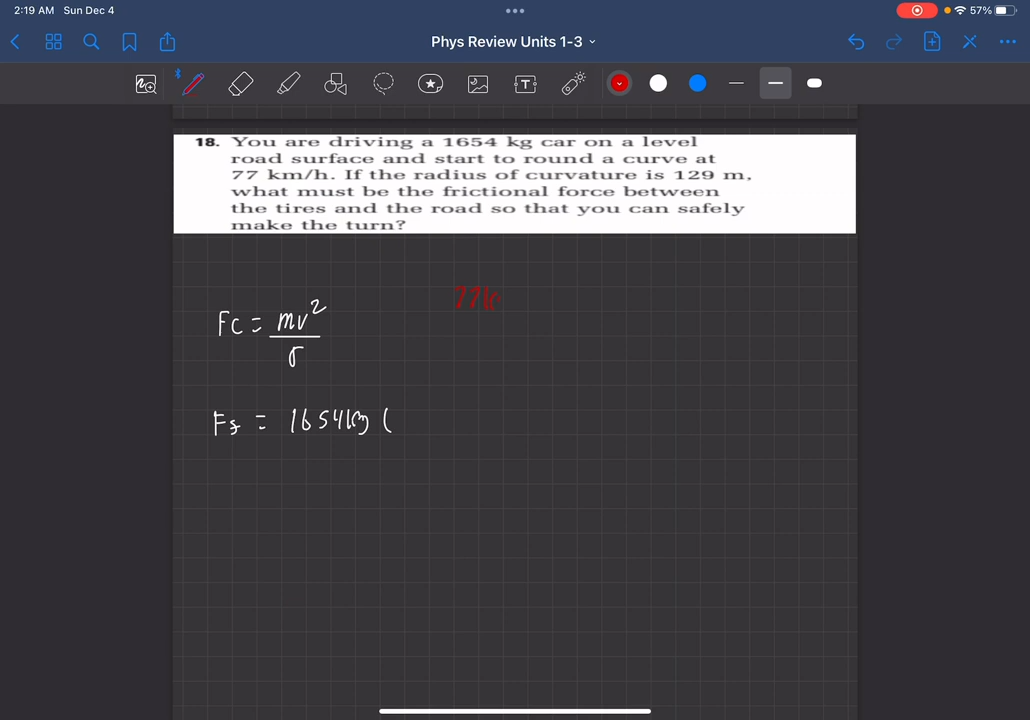 2:19 AM Sun Dec 4
57%
Phys Review Units 1-3
T
18. You are driving a 1654 kg car on a level
road surface and start to round a curve at
77 km/h. If the radius of curvature is 129 m,
what must be the frictional force between
the tires and the road so that you can safely
make the turn?
77k
Fc = mv²
r
Fs = 1654kg (